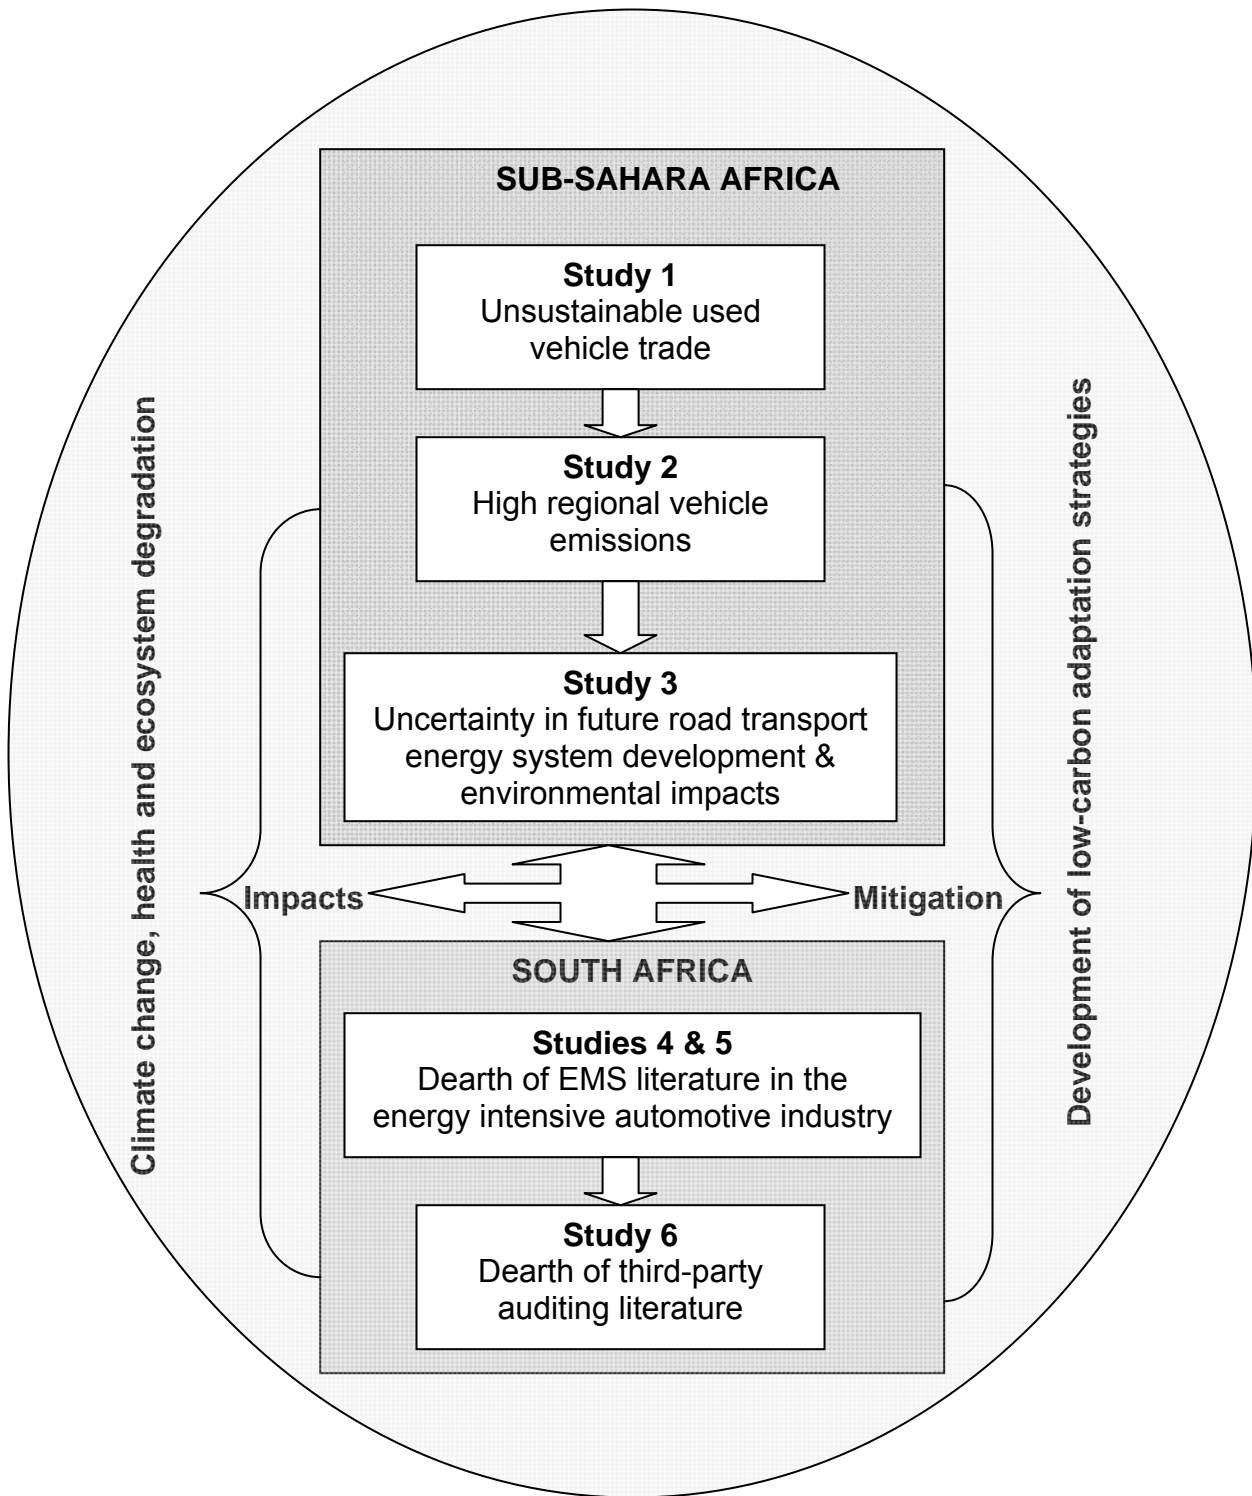 SUB-SAHARA AFRICA
Study 1
Unsustainable used
vehicle trade
Study 2
High regional vehicle
emissions
Study 3
Uncertainty in future road transport
energy system development &
environmental impacts
Climate change, health and ecosystem degradation
Development of low-carbon adaptation strategies
Impacts
Mitigation
SOUTH AFRICA
Studies 4 & 5
Dearth of EMS literature in the
energy intensive automotive industry
Study 6
Dearth of third-party
auditing literature